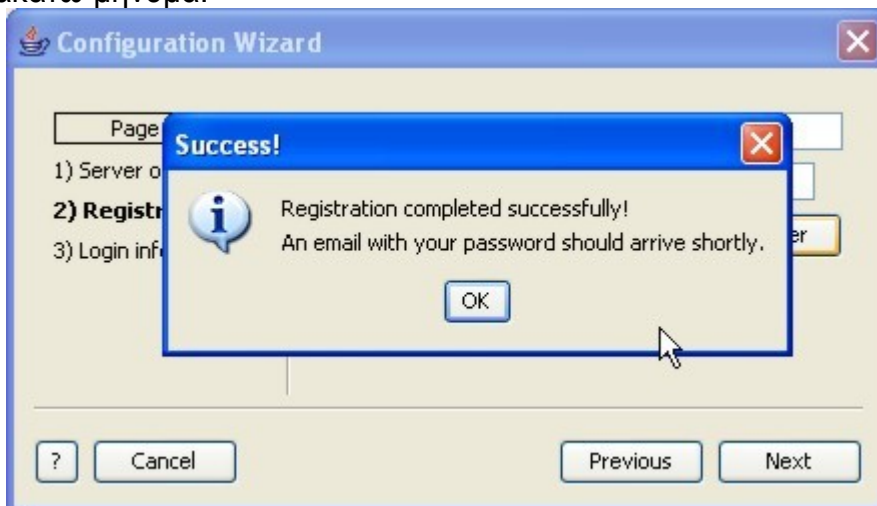 Configuration Wizard
Page
Success!
1) Server o
2) Registr
3) Login inf
Registration completed successfully!
An email with your password should arrive shortly.
er
OK
?
Cancel
Previous
Next